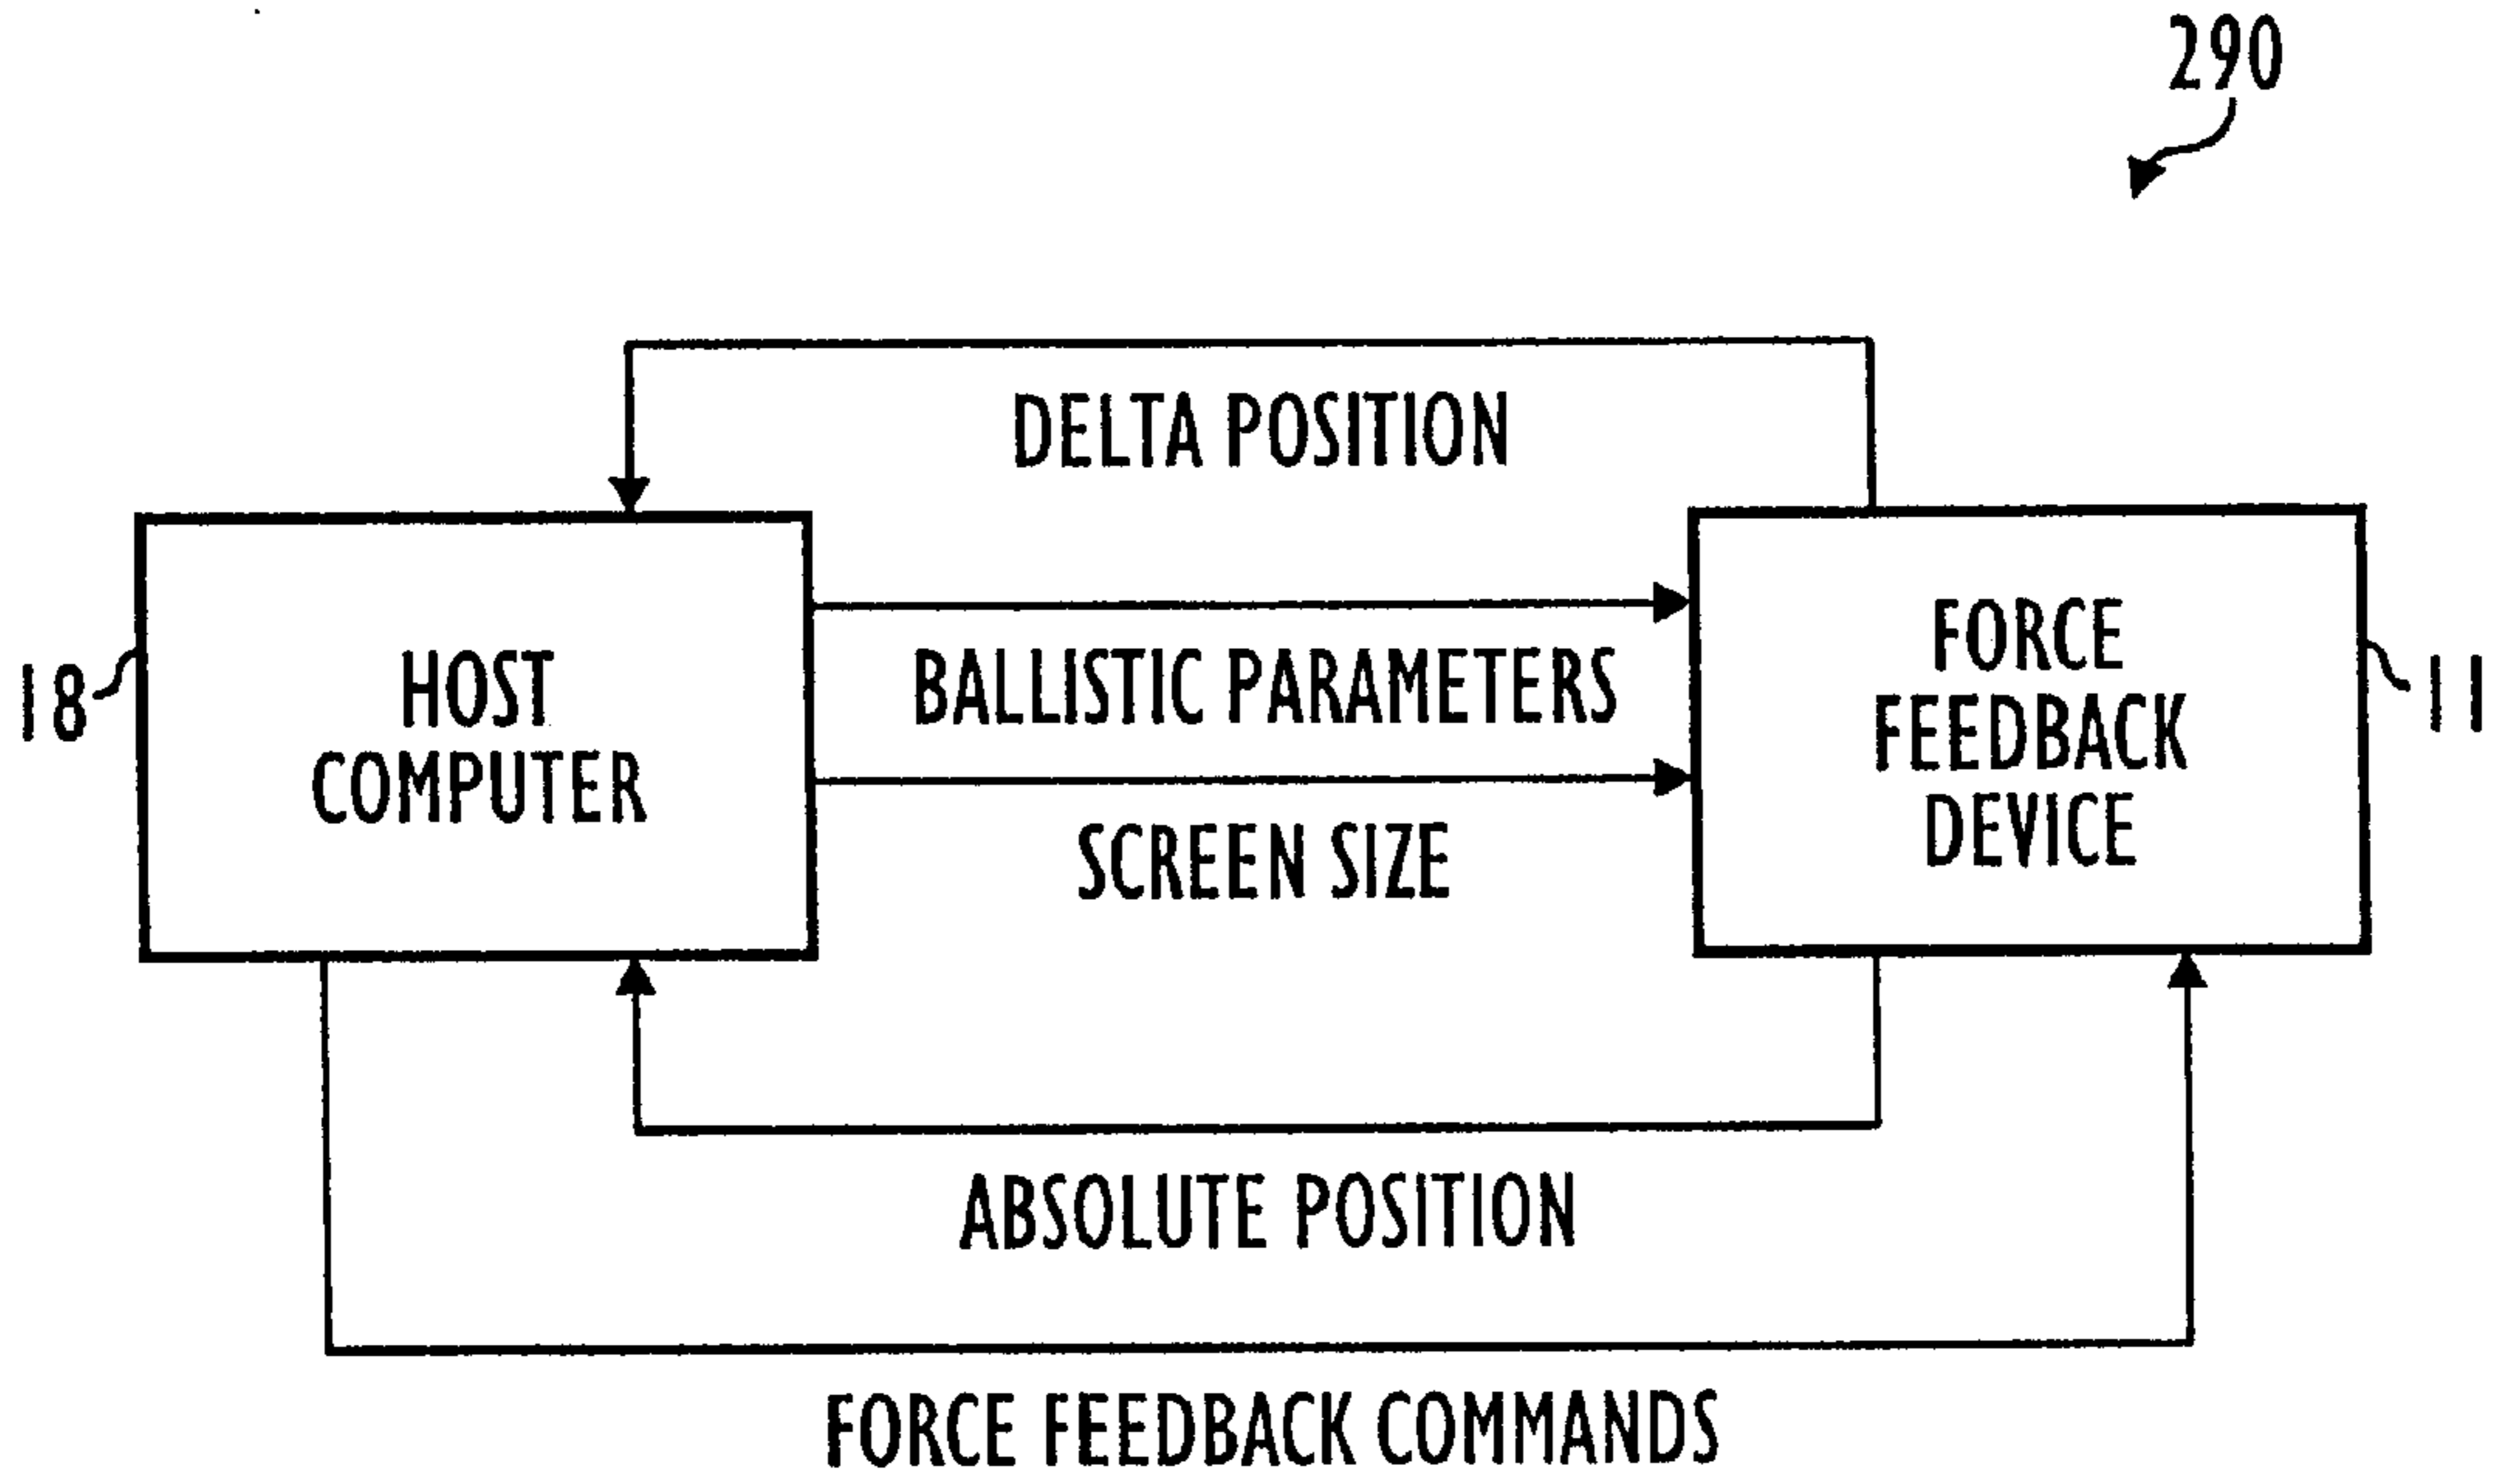 290
DELTA POSITION
HOST
COMPUTER
18
BALLISTIC PARAMETERS
SCREEN SIZE
FORCE
FEEDBACK
DEVICE
11
ABSOLUTE POSITION
FORCE FEEDBACK COMMANDS